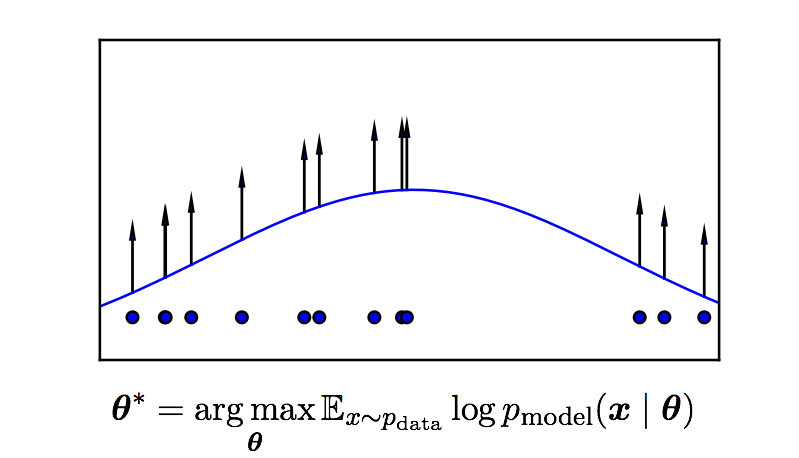 θ* = arg max_θ 𝔼_{x∼p_data} log p_model(x | θ)